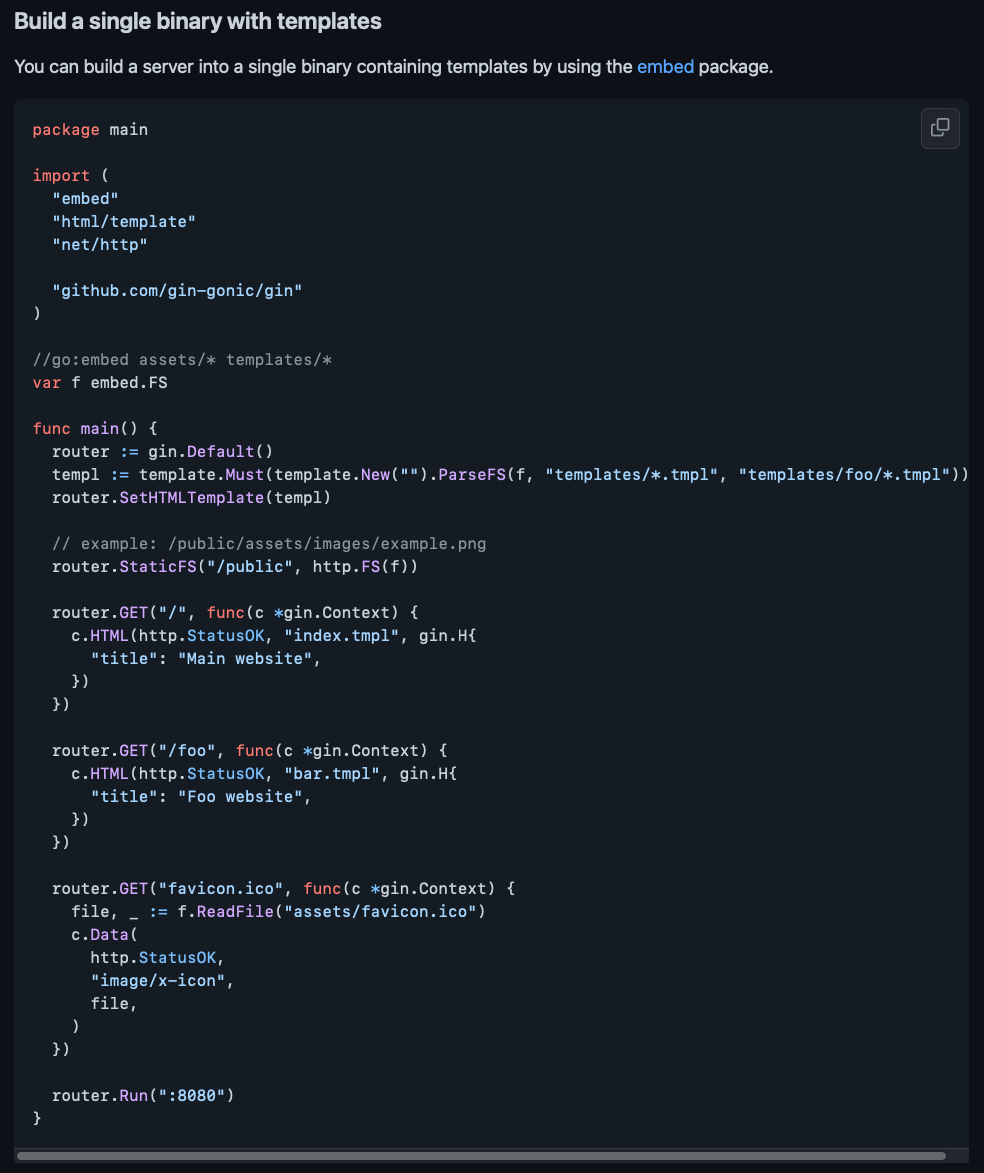 Build a single binary with templates
You can build a server into a single binary containing templates by using the embed package.
package main
import (
"embed"
"html/template"
"net/http"
"github.com/gin-gonic/gin"
)
//go:embed assets/* templates/*
var f embed.FS
func main() {
router := gin.Default()
templ := template.Must(template.New("").ParseFS(f, "templates/*.tmpl", "templates/foo/*.tmpl"))
router.SetHTMLTemplate(templ)
// example: /public/assets/images/example.png
router.StaticFS("/public", http.FS(f))
router.GET("/", func(c *gin.Context) {
c.HTML(http.StatusOK, "index.tmpl", gin.H{
"title": "Main website",
})
})
router.GET("/foo", func(c *gin.Context) {
c.HTML(http.StatusOK, "bar.tmpl", gin.H{
"title": "Foo website",
})
})
router.GET("favicon.ico", func(c *gin.Context) {
file, _ := f.ReadFile("assets/favicon.ico")
c.Data(
http.StatusOK,
"image/x-icon",
file,
)
})
router.Run(":8080")
}